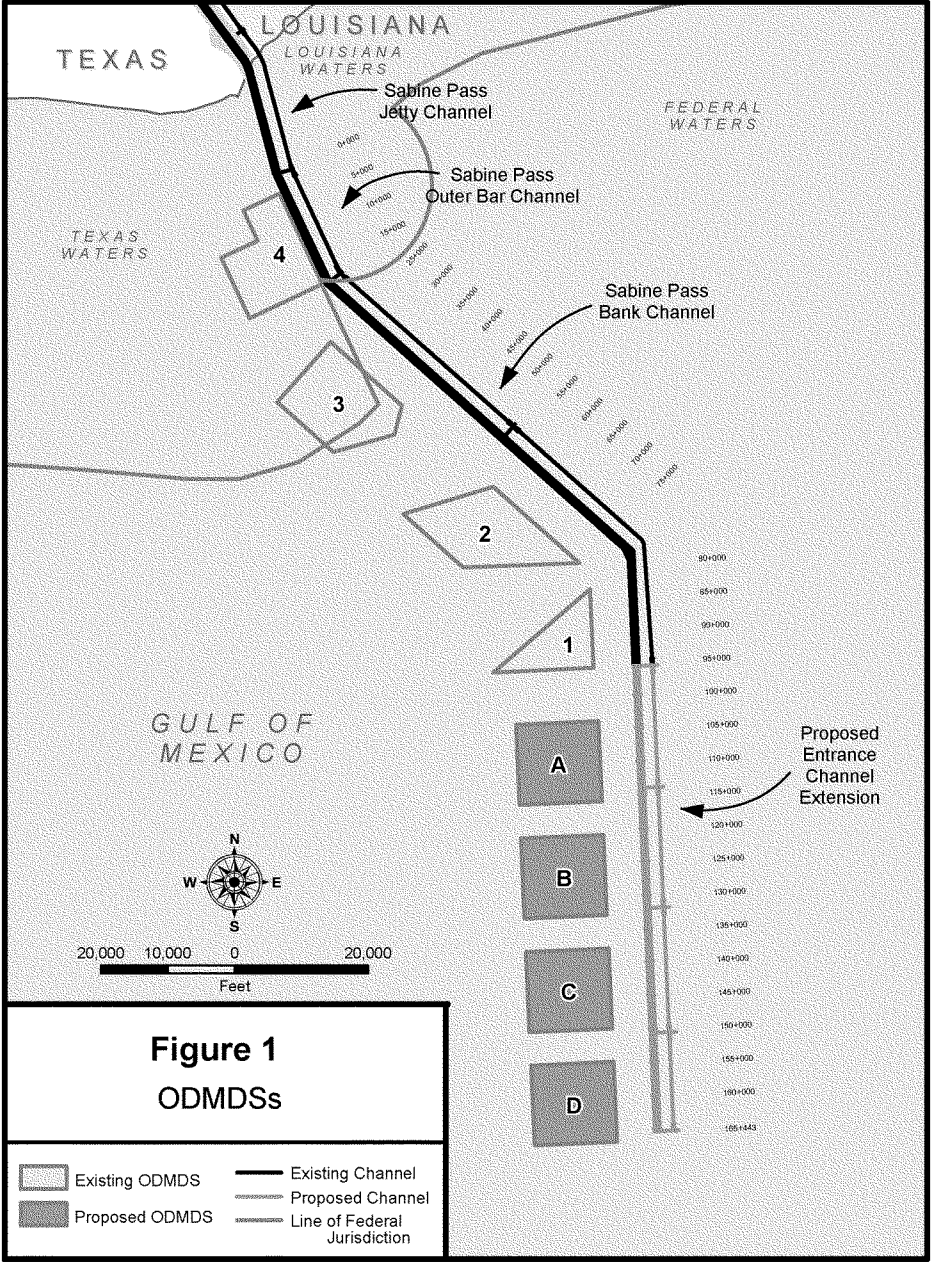 LOUISIANA
TEXAS
LOUISIANA
WATERS
Sabine Pass
Jetty Channel
FEDERAL
WATERS
0+000
5+000
10+000
15+000
25+000
30+000
35+000
40+000
45+000
50+000
55+000
60+000
65+000
70+000
75+000
Sabine Pass
Outer Bar Channel
TEXAS
WATERS
4
Sabine Pass
Bank Channel
3
2
1
80+000
85+000
90+000
95+000
100+000
105+000
110+000
115+000
120+000
125+000
130+000
135+000
140+000
145+000
150+000
155+000
160+000
165+443
GULF OF
MEXICO
Proposed
Entrance
Channel
Extension
A
B
C
D
N
W E
S
20,000 10,000 0 20,000
Feet
Figure 1
ODMDSs
Existing ODMDS
Proposed ODMDS
Existing Channel
Proposed Channel
Line of Federal
Jurisdiction